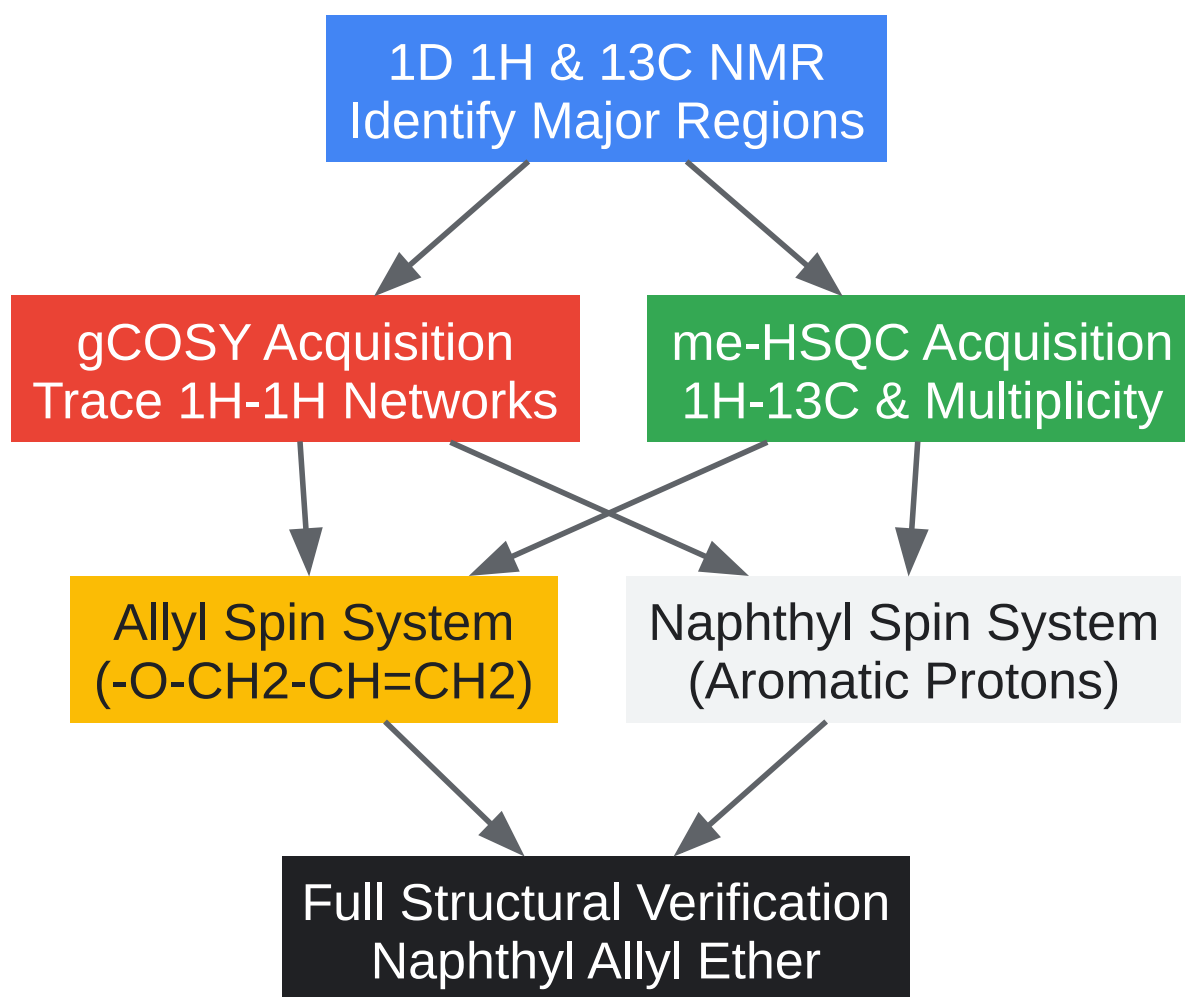 1D 1H & 13C NMR
Identify Major Regions
gCOSY Acquisition
Trace 1H-1H Networks
me-HSQC Acquisition
1H-13C & Multiplicity
Allyl Spin System
(-O-CH2-CH=CH2)
Naphthyl Spin System
(Aromatic Protons)
Full Structural Verification
Naphthyl Allyl Ether